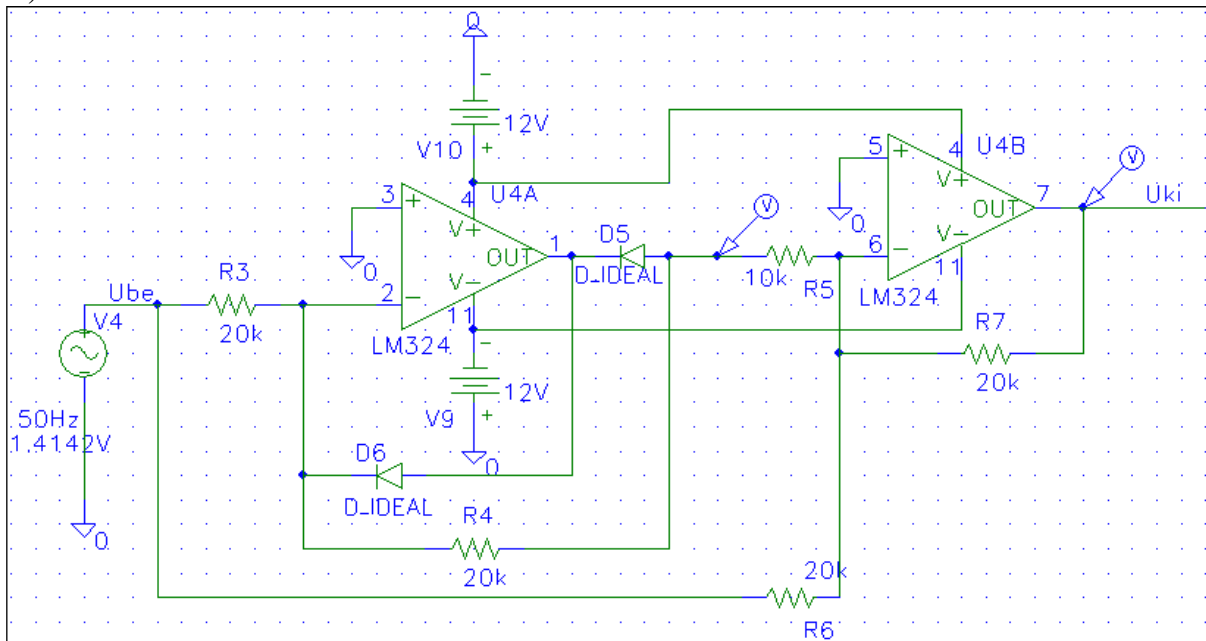 0
-
12V
V10
+
3
+
4
U4A
V+
OUT
1
V-
2
-
11
LM324
0
Ube
R3
20k
V4
+
-
50Hz
1.4142V
0
-
12V
V9
+
0
D5
D_IDEAL
V
10k
R5
5
+
4
U4B
V+
OUT
7
V-
6
-
11
LM324
0
V
Uki
R7
20k
D6
D_IDEAL
R4
20k
20k
R6